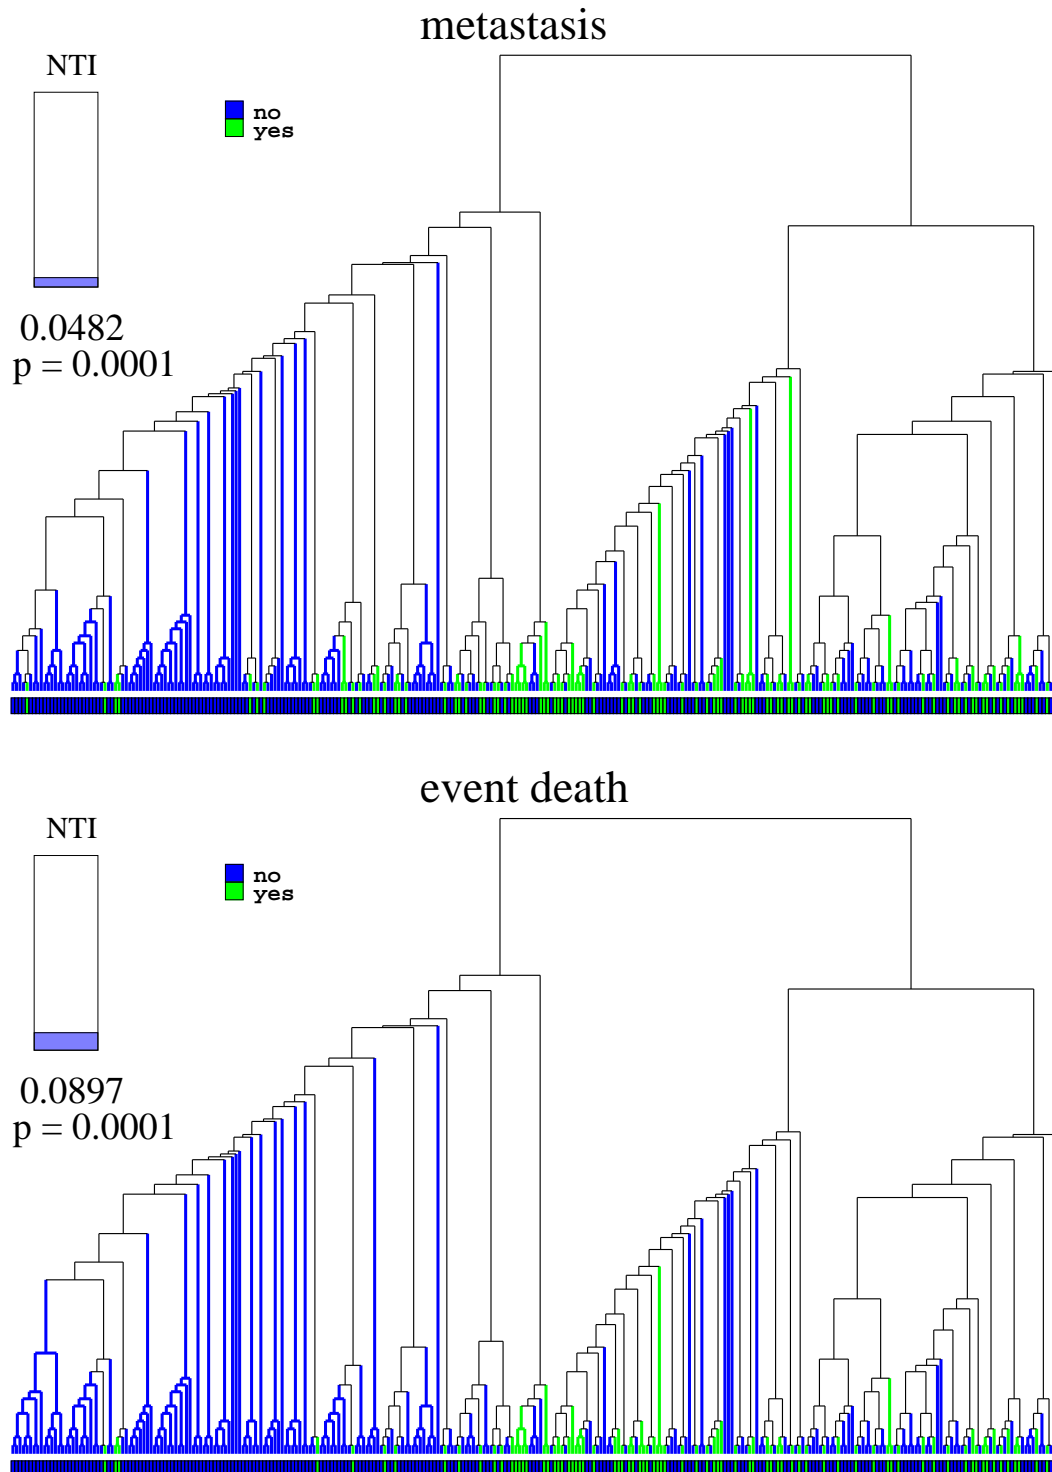 metastasis
NTI
no
yes
0.0482
p = 0.0001
event death
NTI
no
yes
0.0897
p = 0.0001